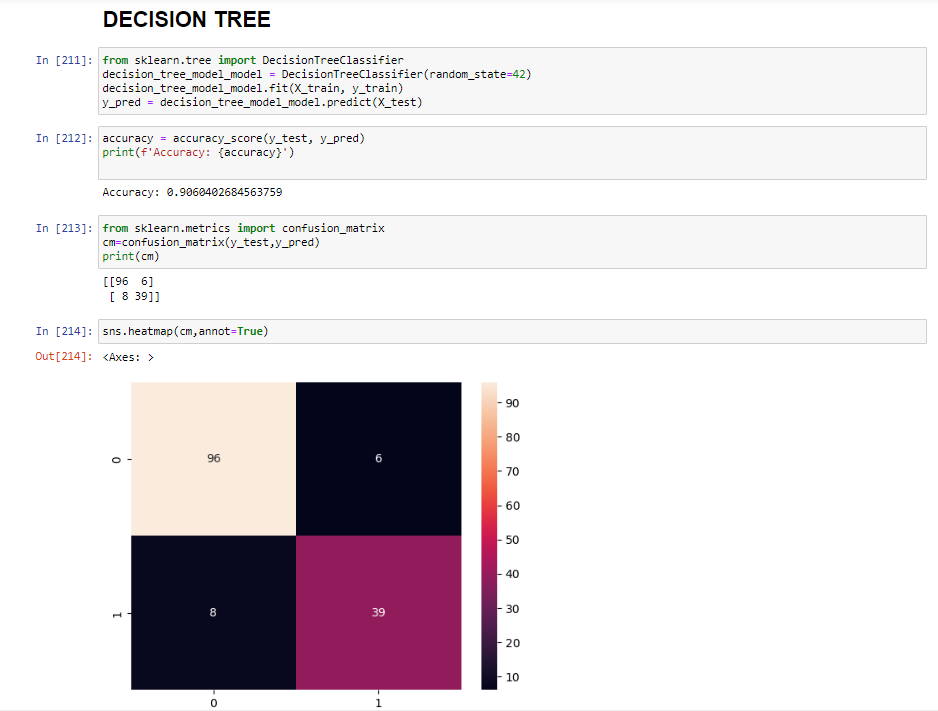 DECISION TREE
In [211]: from sklearn.tree import DecisionTreeClassifier
decision_tree_model_model = DecisionTreeClassifier(random_state=42)
decision_tree_model_model.fit(X_train, y_train)
y_pred = decision_tree_model_model.predict(X_test)
In [212]: accuracy = accuracy_score(y_test, y_pred)
print(f'Accuracy: {accuracy}')
Accuracy: 0.9060402684563759
In [213]: from sklearn.metrics import confusion_matrix
cm=confusion_matrix(y_test,y_pred)
print(cm)
[[96  6]
 [ 8 39]]
In [214]: sns.heatmap(cm,annot=True)
Out[214]: <Axes: >
90
80
70
60
50
40
30
20
10
0
96 6
1
8 39
0 1